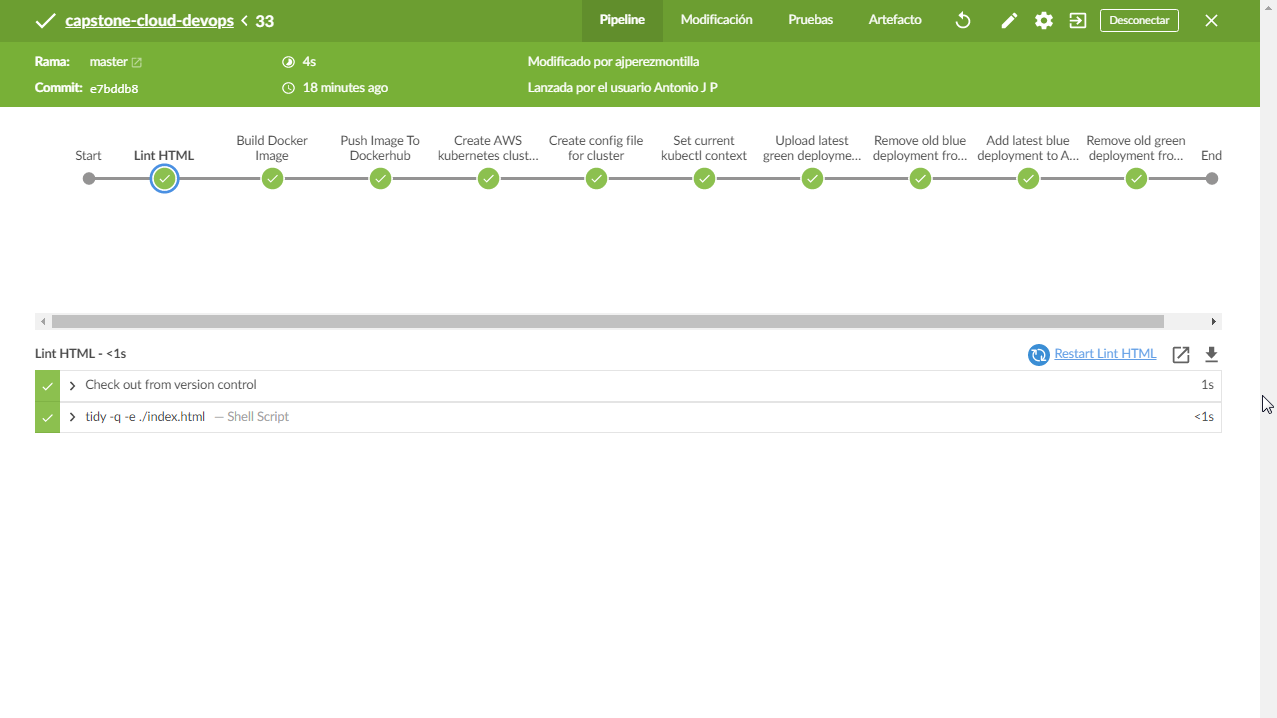 capstone-cloud-devops < 33
Pipeline
Modificación
Pruebas
Artefacto
Desconectar
Rama: master
4s
Modificado por ajperezmontilla
Commit: e7bddb8
18 minutes ago
Lanzada por el usuario Antonio J P
Start
Lint HTML
Build Docker
Image
Push Image To
Dockerhub
Create AWS
kubernetes clust...
Create config file
for cluster
Set current
kubectl context
Upload latest
green deployme...
Remove old blue
deployment fro...
Add latest blue
deployment to A...
Remove old green
deployment fro...
End
Lint HTML - <1s
Restart Lint HTML
Check out from version control
1s
tidy -q -e ./index.html — Shell Script
<1s